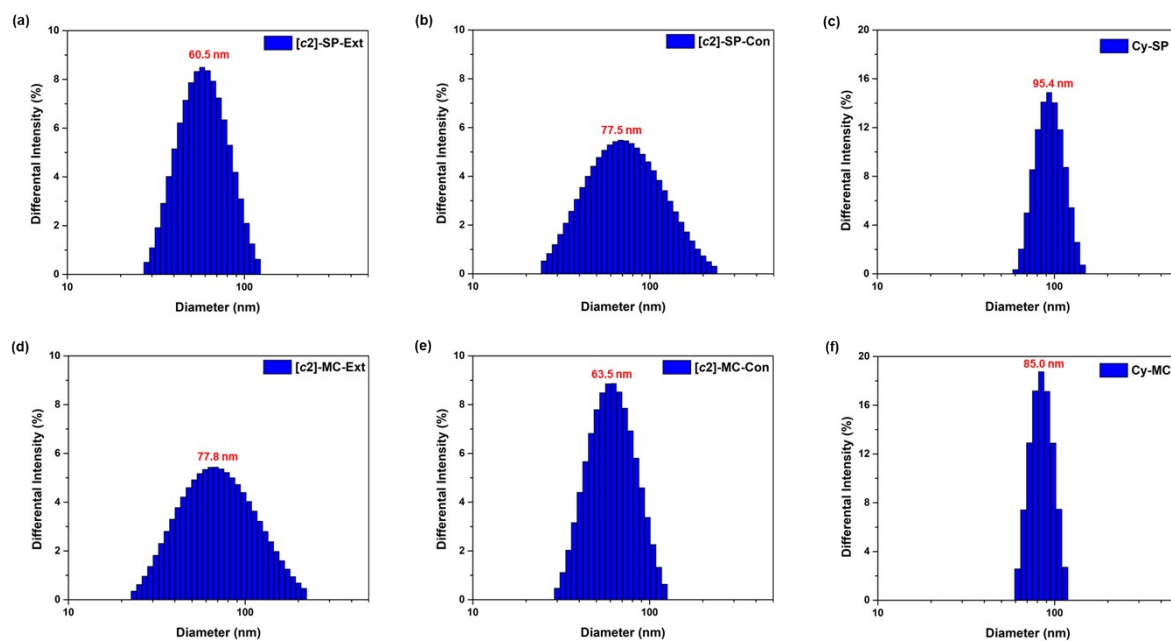 (a)
[c2]-SP-Ext
60.5 nm
Differental Intensity (%)
10
8
6
4
2
0
10
100
Diameter (nm)
(b)
[c2]-SP-Con
77.5 nm
Differental Intensity (%)
10
8
6
4
2
0
10
100
Diameter (nm)
(c)
Cy-SP
95.4 nm
Differental Intensity (%)
20
16
12
8
4
0
10
100
Diameter (nm)
(d)
[c2]-MC-Ext
77.8 nm
Differental Intensity (%)
10
8
6
4
2
0
10
100
Diameter (nm)
(e)
[c2]-MC-Con
63.5 nm
Differental Intensity (%)
10
8
6
4
2
0
10
100
Diameter (nm)
(f)
Cy-MC
85.0 nm
Differental Intensity (%)
20
16
12
8
4
0
10
100
Diameter (nm)